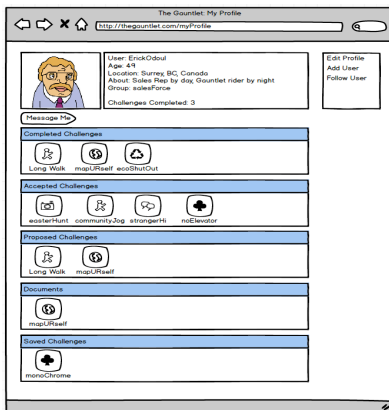 The Gauntlet: My Profile
http://thegauntlet.com/myProfile
User: ErickOdoul
Age: 49
Location: Surrey, BC, Canada
About: Sales Rep by day, Gauntlet rider by night
Group: salesForce
Challenges Completed: 3
Edit Profile
Add User
Follow User
Message Me
Completed Challenges
Long Walk mapURself ecoShutOut
Accepted Challenges
easterHunt communityJog strangerHi noElevator
Proposed Challenges
Long Walk mapURself
Documents
mapURself
Saved Challenges
monoChrome